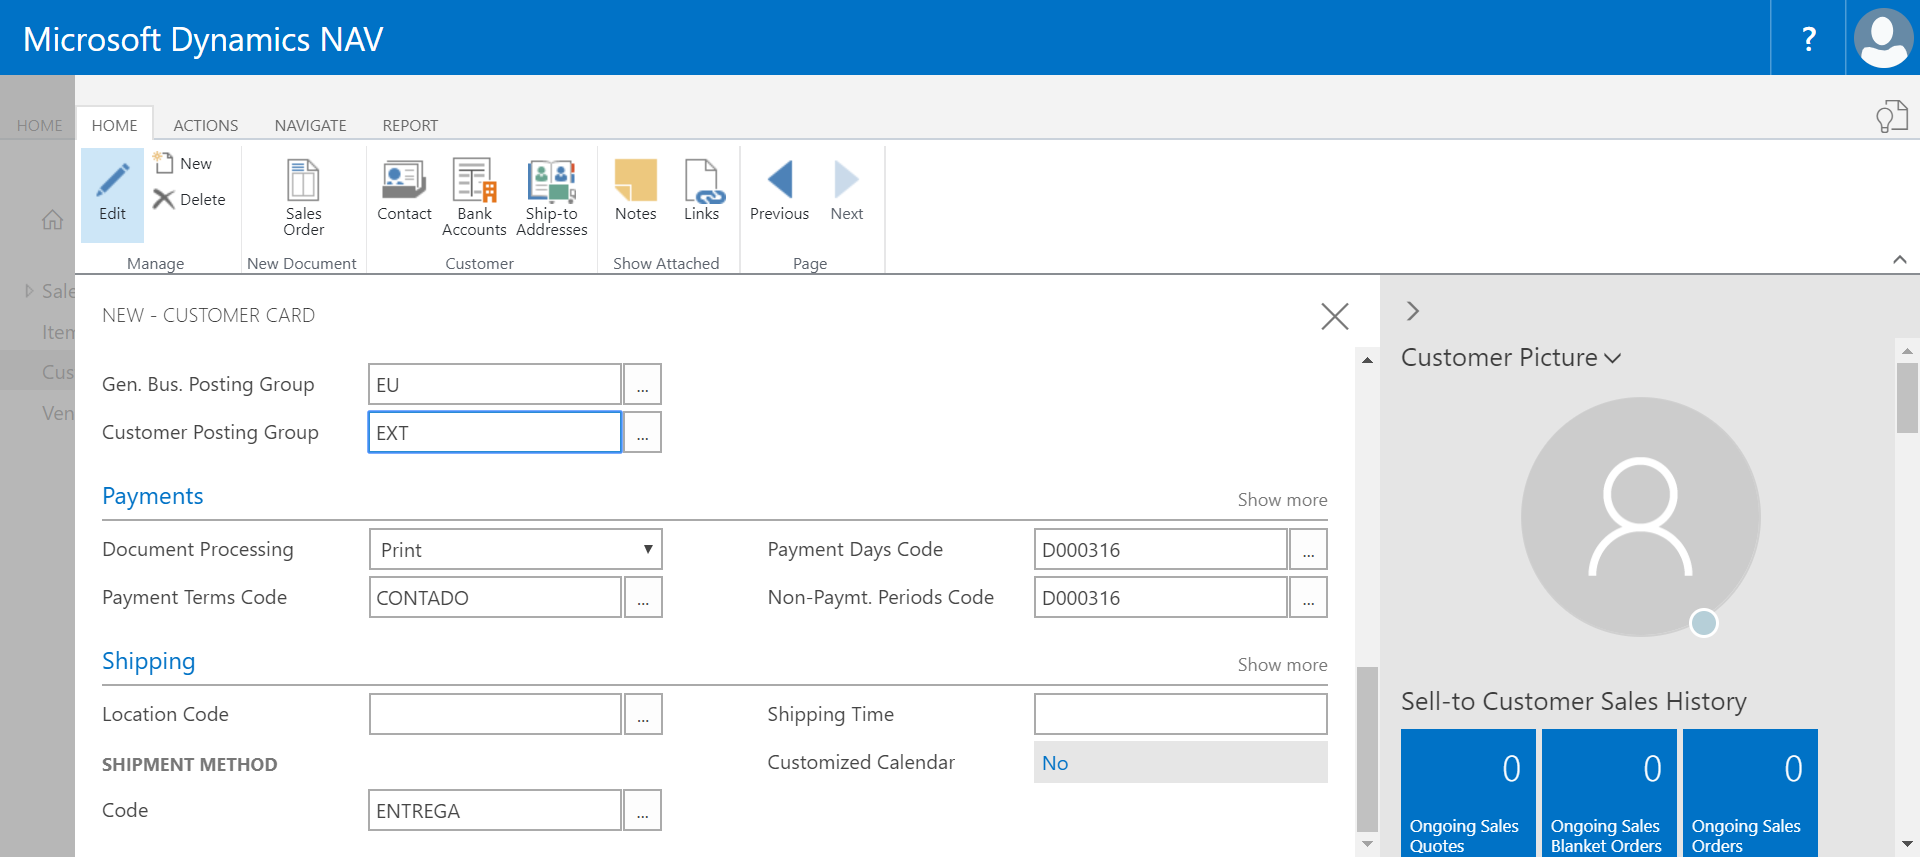 Microsoft Dynamics NAV
?
HOME
HOME
ACTIONS
NAVIGATE
REPORT
Edit
New
Delete
Manage
Sales
Order
New Document
Contact
Bank
Accounts
Ship-to
Addresses
Customer
Notes
Links
Show Attached
Previous
Next
Page
Sale
Item
Cus
Ven
NEW - CUSTOMER CARD
Gen. Bus. Posting Group
EU
...
Customer Posting Group
EXT
...
Payments
Show more
Document Processing
Print
Payment Days Code
D000316
...
Payment Terms Code
CONTADO
...
Non-Paymt. Periods Code
D000316
...
Shipping
Show more
Location Code
...
Shipping Time
SHIPMENT METHOD
Customized Calendar
No
Code
ENTREGA
...
Customer Picture
Sell-to Customer Sales History
0
Ongoing Sales
Quotes
0
Ongoing Sales
Blanket Orders
0
Ongoing Sales
Orders